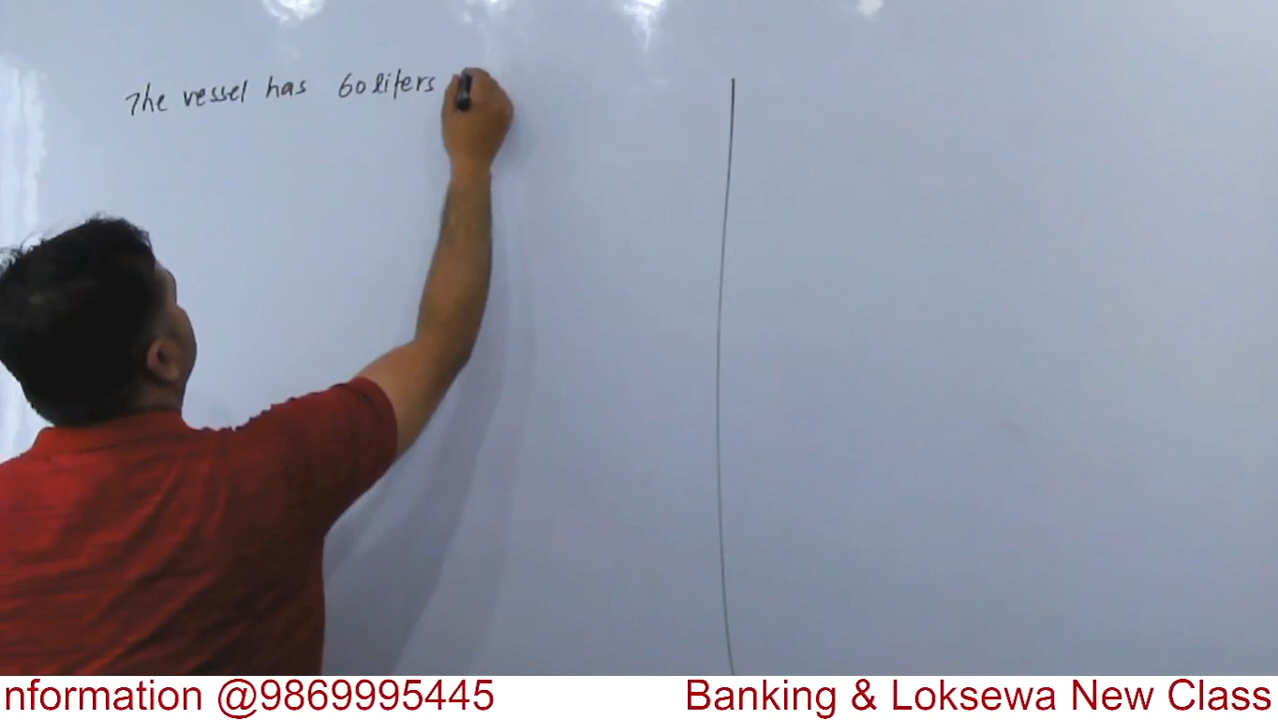 The vessel has 60 liters
nformation @9869995445
Banking & Loksewa New Class